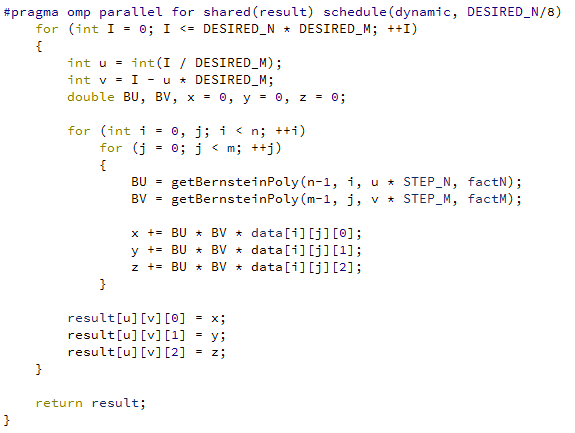 #pragma omp parallel for shared(result) schedule(dynamic, DESIRED_N/8)
    for (int I = 0; I <= DESIRED_N * DESIRED_M; ++I)
    {
        int u = int(I / DESIRED_M);
        int v = I - u * DESIRED_M;
        double BU, BV, x = 0, y = 0, z = 0;

        for (int i = 0, j; i < n; ++i)
            for (j = 0; j < m; ++j)
            {
                BU = getBernsteinPoly(n-1, i, u * STEP_N, factN);
                BV = getBernsteinPoly(m-1, j, v * STEP_M, factM);

                x += BU * BV * data[i][j][0];
                y += BU * BV * data[i][j][1];
                z += BU * BV * data[i][j][2];
            }

        result[u][v][0] = x;
        result[u][v][1] = y;
        result[u][v][2] = z;
    }

    return result;
}